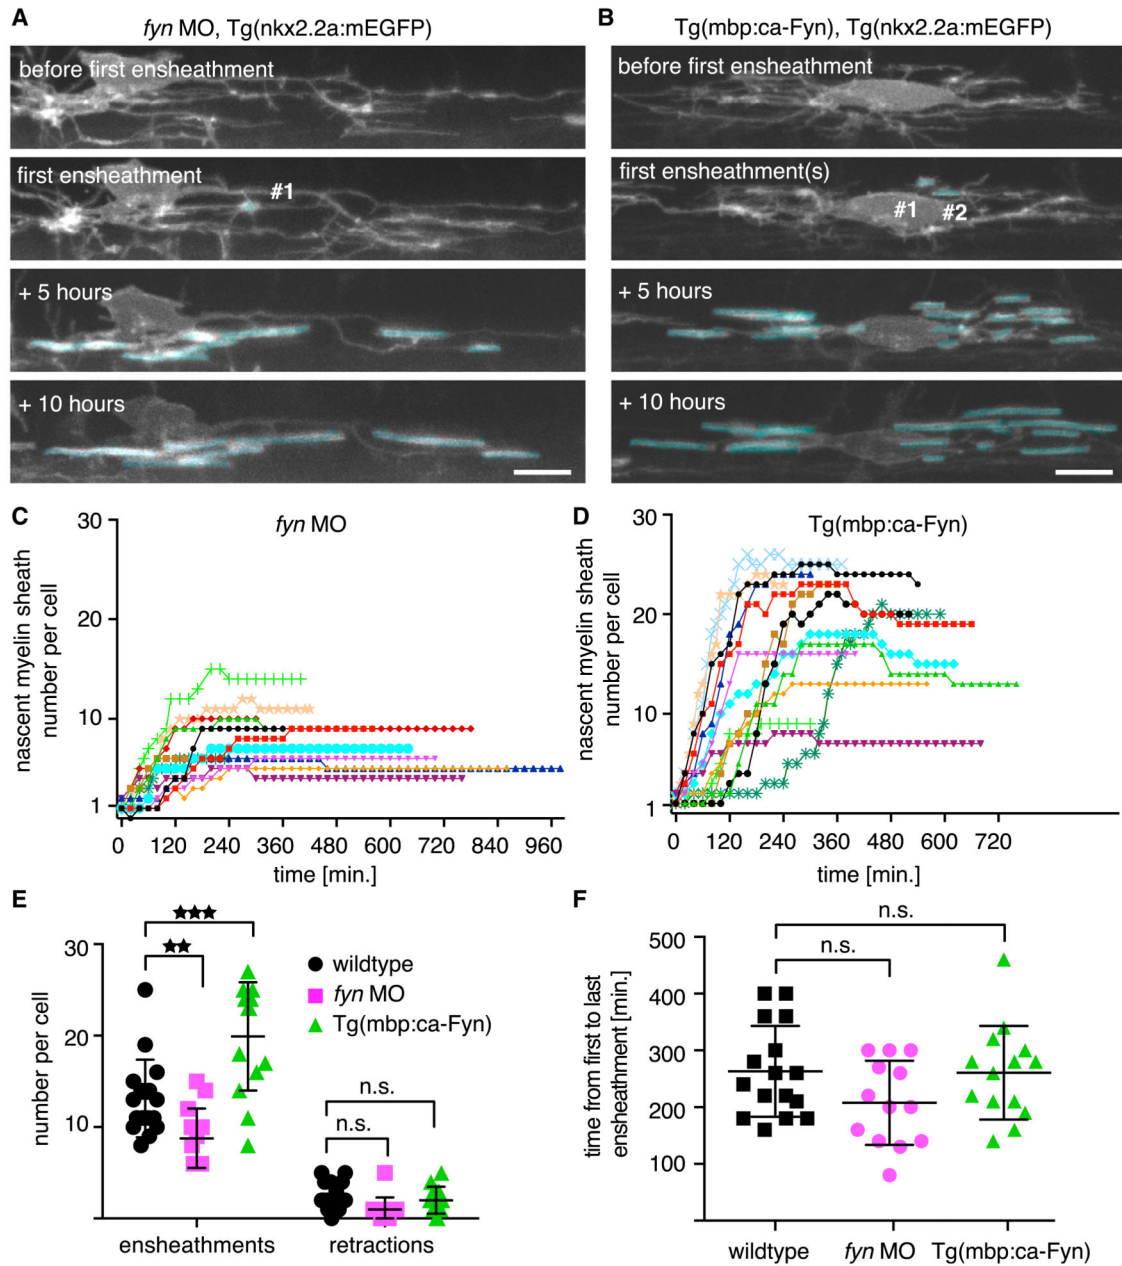 A
fyn MO, Tg(nkx2.2a:mEGFP)
before first ensheathment
first ensheathment
#1
+ 5 hours
+ 10 hours
B
Tg(mbp:ca-Fyn), Tg(nkx2.2a:mEGFP)
before first ensheathment
first ensheathment(s)
#1 #2
+ 5 hours
+ 10 hours
C
fyn MO
nascent myelin sheath
number per cell
30
20
10
1
0 120 240 360 480 600 720 840 960
time [min.]
D
Tg(mbp:ca-Fyn)
nascent myelin sheath
number per cell
30
20
10
1
0 120 240 360 480 600 720
time [min.]
E
number per cell
30
20
10
★★★
★★
wildtype
fyn MO
Tg(mbp:ca-Fyn)
n.s.
n.s.
ensheathments retractions
F
time from first to last
ensheathment [min.]
500
400
300
200
100
n.s.
n.s.
wildtype fyn MO Tg(mbp:ca-Fyn)